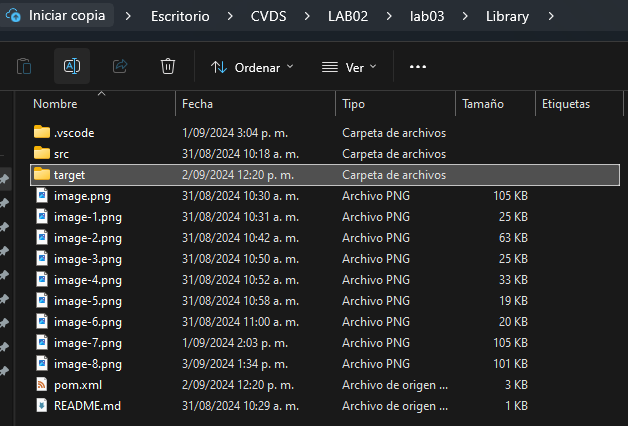 Iniciar copia > Escritorio > CVDS > LAB02 > lab03 > Library >
Ordenar Ver ...
Nombre Fecha Tipo Tamaño Etiquetas
.vscode 1/09/2024 3:04 p. m. Carpeta de archivos
src 31/08/2024 10:18 a. m. Carpeta de archivos
target 2/09/2024 12:20 p. m. Carpeta de archivos
image.png 31/08/2024 10:30 a. m. Archivo PNG 105 KB
image-1.png 31/08/2024 10:31 a. m. Archivo PNG 25 KB
image-2.png 31/08/2024 10:42 a. m. Archivo PNG 63 KB
image-3.png 31/08/2024 10:50 a. m. Archivo PNG 25 KB
image-4.png 31/08/2024 10:52 a. m. Archivo PNG 33 KB
image-5.png 31/08/2024 10:58 a. m. Archivo PNG 19 KB
image-6.png 31/08/2024 11:00 a. m. Archivo PNG 20 KB
image-7.png 1/09/2024 2:03 p. m. Archivo PNG 105 KB
image-8.png 3/09/2024 1:34 p. m. Archivo PNG 101 KB
pom.xml 2/09/2024 12:20 p. m. Archivo de origen ... 3 KB
README.md 31/08/2024 10:29 a. m. Archivo de origen ... 1 KB